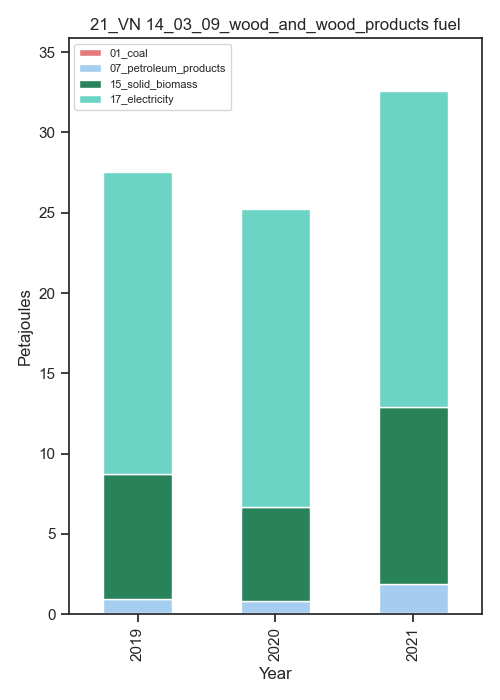 21_VN 14_03_09_wood_and_wood_products fuel
01_coal
07_petroleum_products
15_solid_biomass
17_electricity
35
30
25
20
15
10
5
0
Petajoules
2019
2020
2021
Year